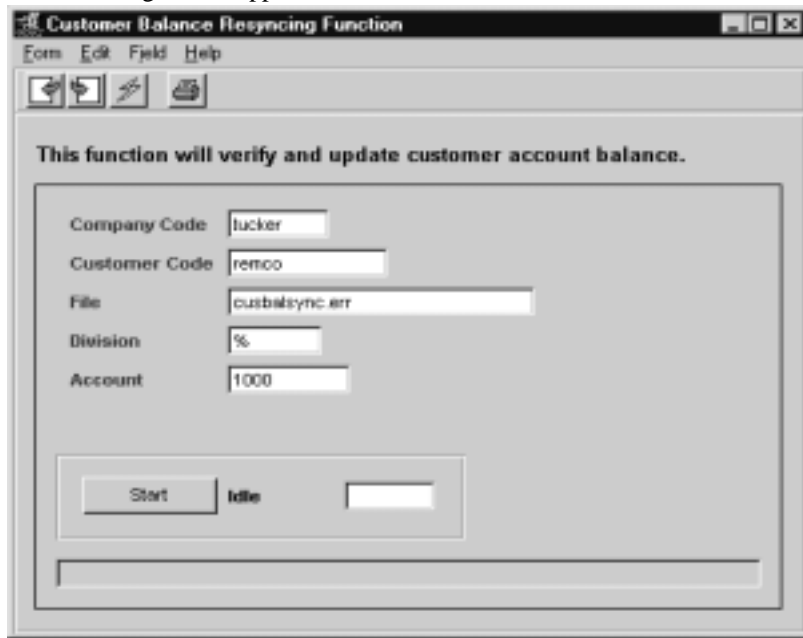 Customer Balance Resyncing Function
Form Edit Field Help
This function will verify and update customer account balance.
Company Code tucker
Customer Code remco
File cusbalsync.err
Division %
Account 1000
Start Idle